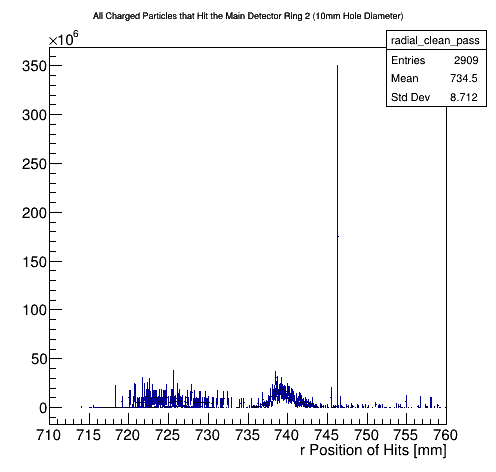 All Charged Particles that Hit the Main Detector Ring 2 (10mm Hole Diameter)
×10⁶
radial_clean_pass
Entries 2909
Mean 734.5
Std Dev 8.712
350
300
250
200
150
100
50
0
710 715 720 725 730 735 740 745 750 755 760
r Position of Hits [mm]